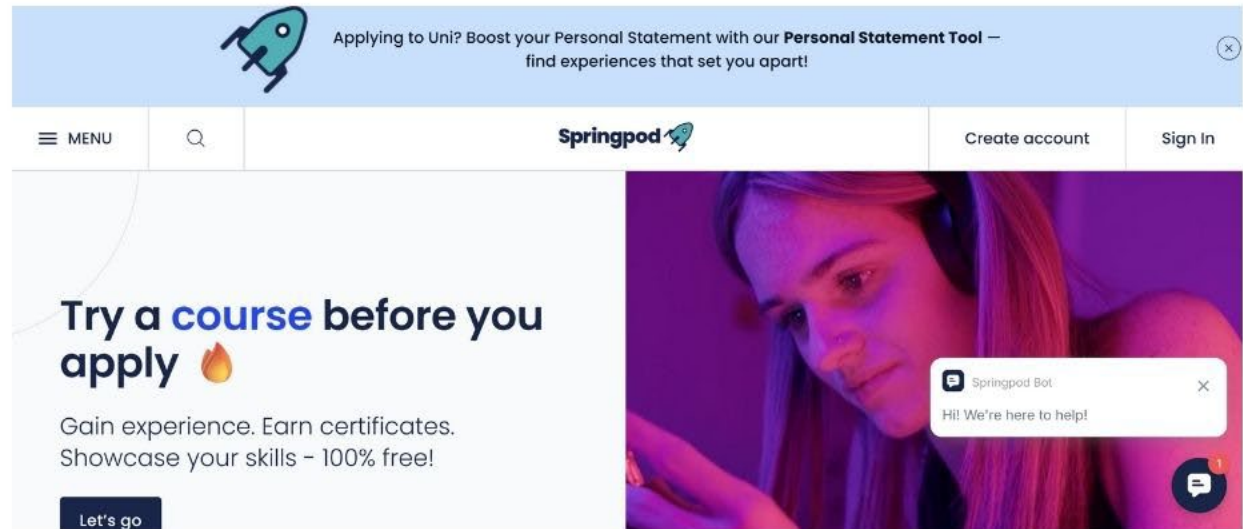 Applying to Uni? Boost your Personal Statement with our Personal Statement Tool —
find experiences that set you apart!
MENU
Springpod
Create account
Sign In
Try a course before you
apply 🔥
Gain experience. Earn certificates.
Showcase your skills - 100% free!
Let's go
Springpod Bot
Hi! We're here to help!
1